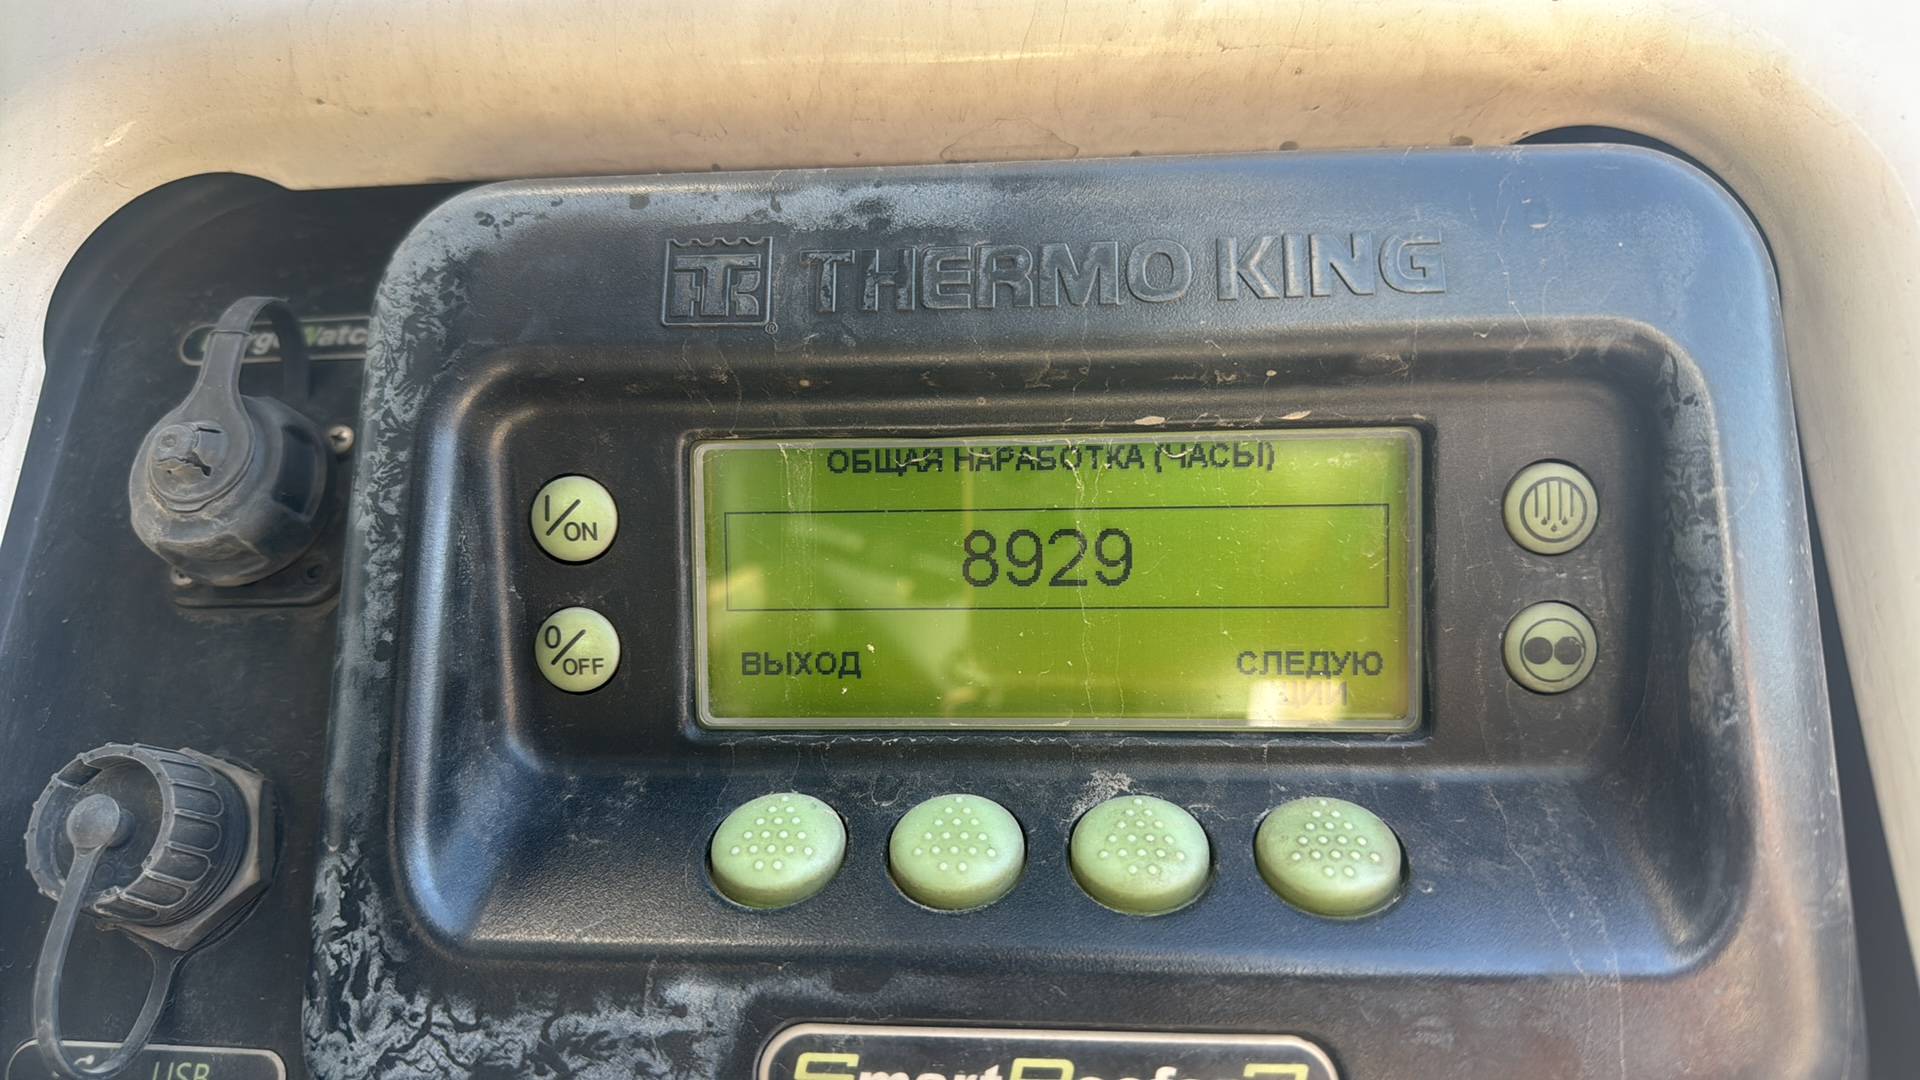 THERMO KING
ОБЩАЯ НАРАБОТКА (ЧАСЫ)
I/ON
8929
0/OFF
ВЫХОД
СЛЕДУЮ
ЩИЙ
USB